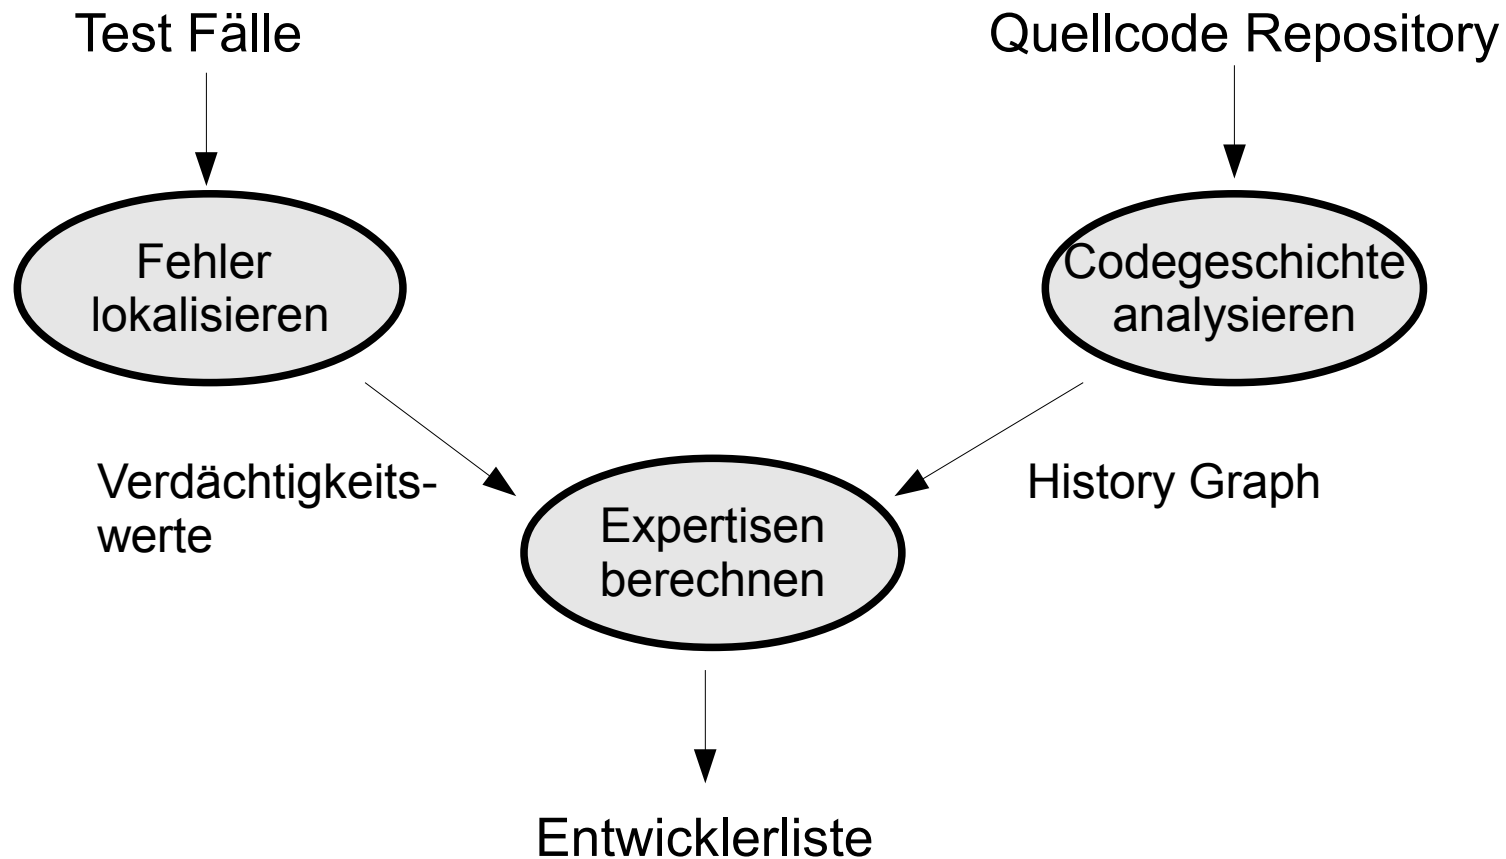 Test Fälle
Quellcode Repository
Fehler
lokalisieren
Codegeschichte
analysieren
Verdächtigkeits-
werte
History Graph
Expertisen
berechnen
Entwicklerliste